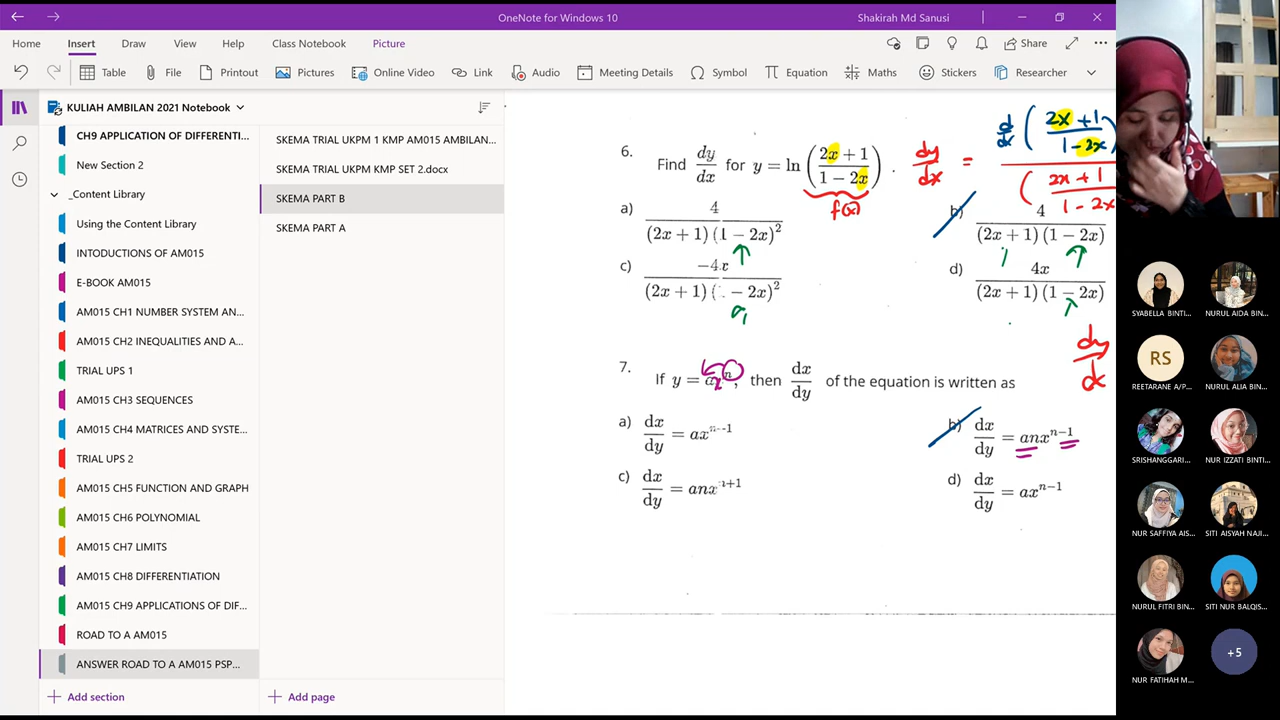 OneNote for Windows 10
Shakirah Md Sanusi
Home Insert Draw View Help Class Notebook Picture
Share
Table File Printout Pictures Online Video Link Audio Meeting Details Symbol Equation Maths Stickers Researcher
KULIAH AMBILAN 2021 Notebook
CH9 APPLICATION OF DIFFERENTI...
New Section 2
_Content Library
Using the Content Library
INTODUCTIONS OF AM015
E-BOOK AM015
AM015 CH1 NUMBER SYSTEM AN...
AM015 CH2 INEQUALITIES AND A...
TRIAL UPS 1
AM015 CH3 SEQUENCES
AM015 CH4 MATRICES AND SYSTE...
TRIAL UPS 2
AM015 CH5 FUNCTION AND GRAPH
AM015 CH6 POLYNOMIAL
AM015 CH7 LIMITS
AM015 CH8 DIFFERENTIATION
AM015 CH9 APPLICATIONS OF DIF...
ROAD TO A AM015
ANSWER ROAD TO A AM015 PSP...
Add section
SKEMA TRIAL UKPM 1 KMP AM015 AMBILAN...
SKEMA TRIAL UKPM KMP SET 2.docx
SKEMA PART B
SKEMA PART A
Add page
6.
Find dy/dx for y = ln ( (2x + 1)/(1 − 2x) ) .
f(x)
dy/dx = d/dx ( (2x + 1)/(1 − 2x) ) / ( (2x + 1)/(1 − 2x)
a) 4/((2x + 1)(1 − 2x)²)
b) 4/((2x + 1)(1 − 2x))
c) −4x/((2x + 1)( − 2x)²)
d) 4x/((2x + 1)(1 − 2x))
dy/dx
7.
If y = axⁿ, then dx/dy of the equation is written as
a) dx/dy = axⁿ⁻¹
b) dx/dy = anxⁿ⁻¹
c) dx/dy = anxⁿ⁺¹
d) dx/dy = axⁿ⁻¹
SYABELLA BINTI...
NURUL AIDA BIN...
RS
REETARANE A/P...
NURUL ALIA BIN...
SRISHANGGARI...
NUR IZZATI BINTI...
NUR SAFFIYA AIS...
SITI AISYAH NAJI...
NURUL FITRI BIN...
SITI NUR BALQIS...
NUR FATIHAH M...
+5